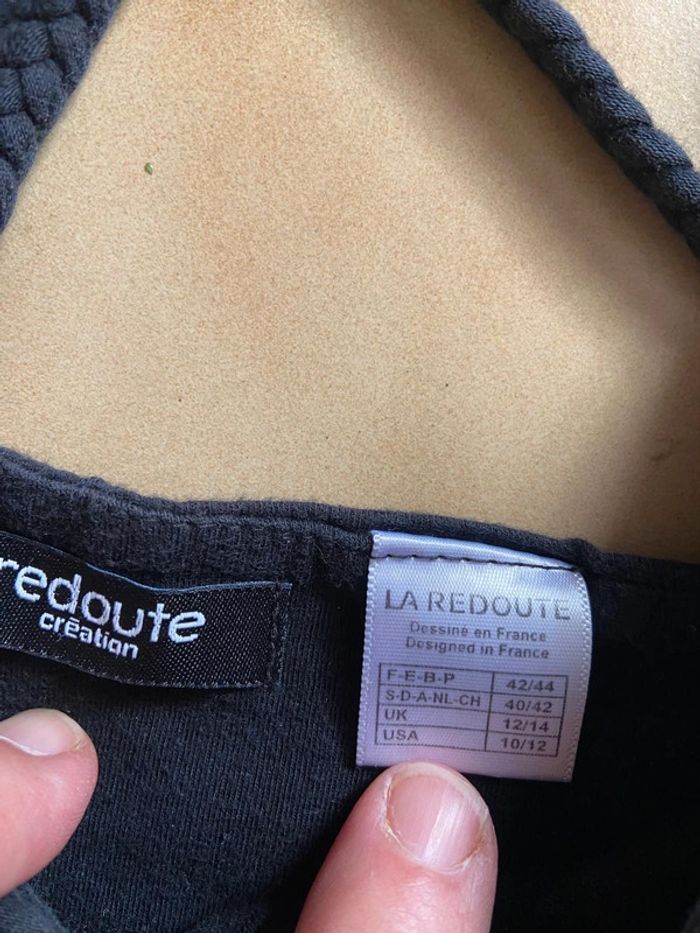 redoute
création
LA REDOUTE
Dessiné en France
Designed in France
F-E-B-P 42/44
S-D-A-NL-CH 40/42
UK 12/14
USA 10/12